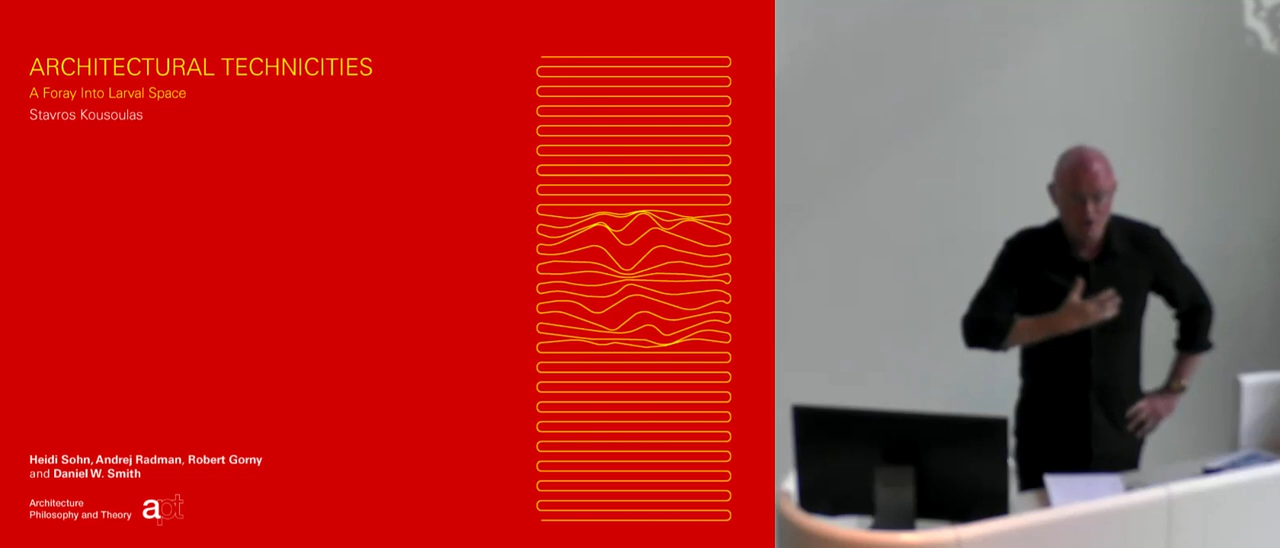 ARCHITECTURAL TECHNICITIES
A Foray Into Larval Space
Stavros Kousoulas
Heidi Sohn, Andrej Radman, Robert Gorny
and Daniel W. Smith
Architecture
Philosophy and Theory
apt